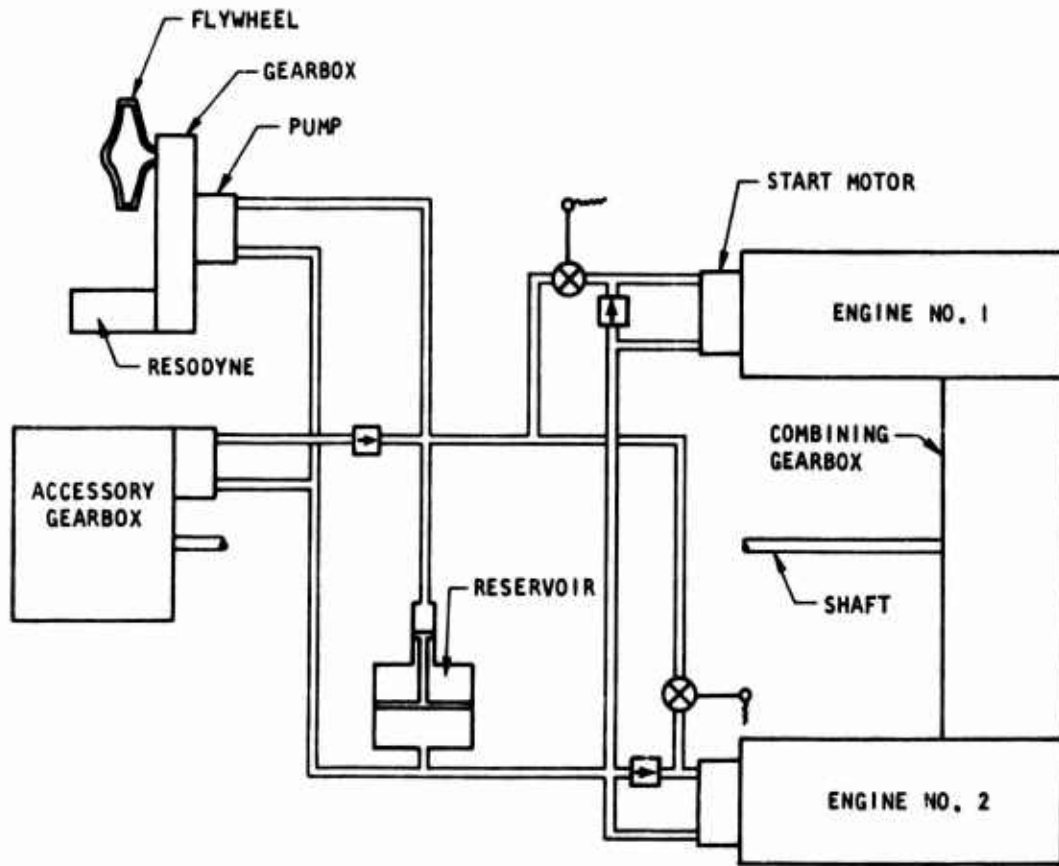 FLYWHEEL
GEARBOX
PUMP
START MOTOR
ENGINE NO. 1
RESODYNE
COMBINING
GEARBOX
ACCESSORY
GEARBOX
RESERVOIR
SHAFT
ENGINE NO. 2